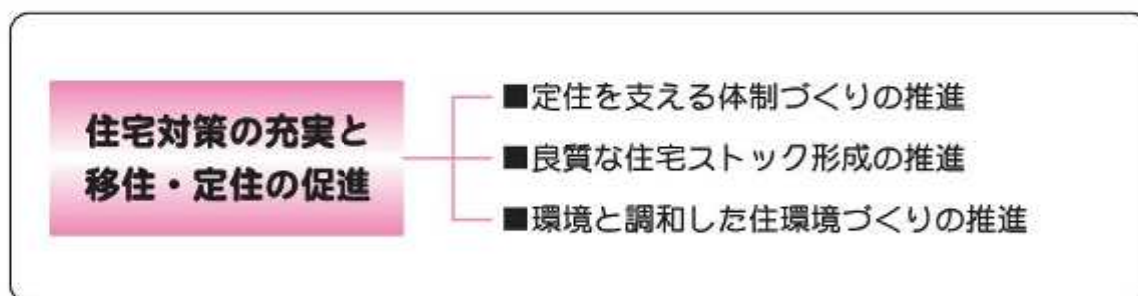 住宅対策の充実と
移住・定住の促進
■定住を支える体制づくりの推進
■良質な住宅ストック形成の推進
■環境と調和した住環境づくりの推進